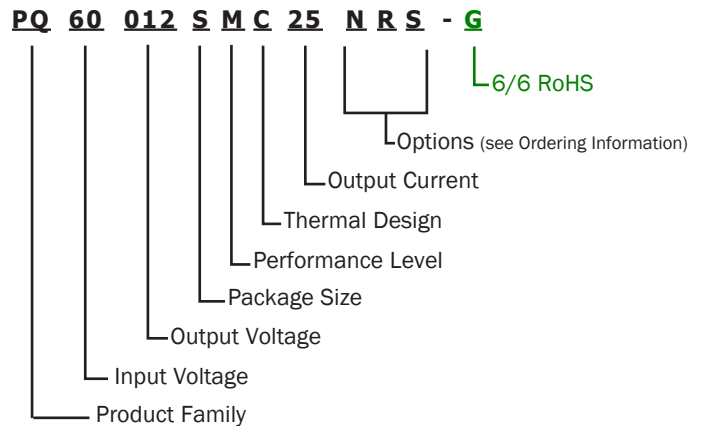 PQ 60 012 S M C 25 N R S - G
6/6 RoHS
Options (see Ordering Information)
Output Current
Thermal Design
Performance Level
Package Size
Output Voltage
Input Voltage
Product Family